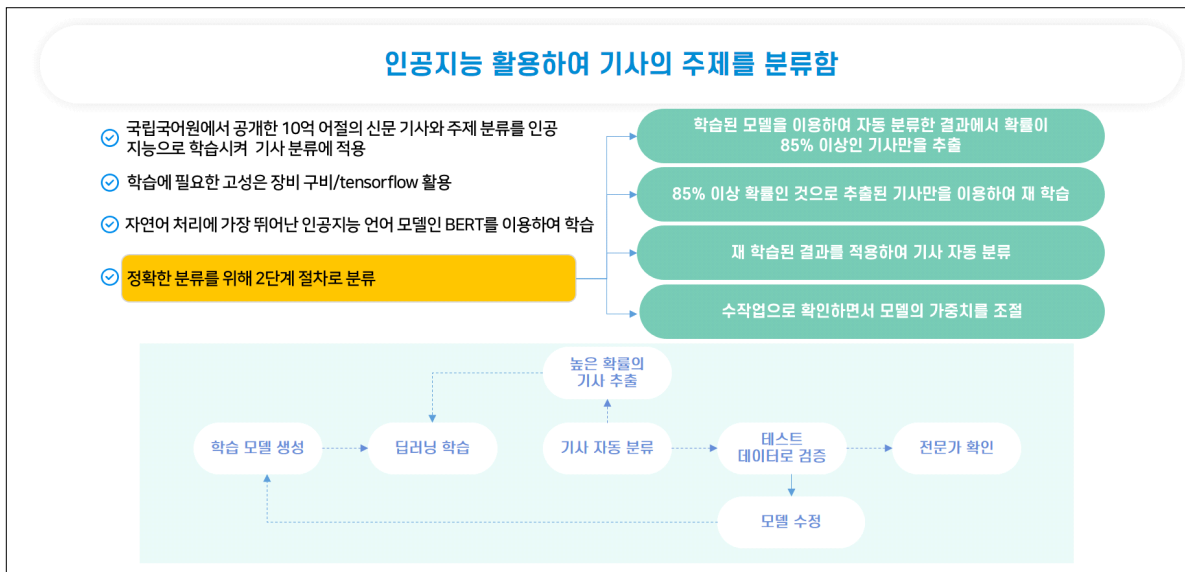 인공지능 활용하여 기사의 주제를 분류함
국립국어원에서 공개한 10억 어절의 신문 기사와 주제 분류를 인공
지능으로 학습시켜 기사 분류에 적용
학습에 필요한 고성은 장비 구비/tensorflow 활용
자연어 처리에 가장 뛰어난 인공지능 언어 모델인 BERT를 이용하여 학습
정확한 분류를 위해 2단계 절차로 분류
학습된 모델을 이용하여 자동 분류한 결과에서 확률이
85% 이상인 기사만을 추출
85% 이상 확률인 것으로 추출된 기사만을 이용하여 재 학습
재 학습된 결과를 적용하여 기사 자동 분류
수작업으로 확인하면서 모델의 가중치를 조절
높은 확률의
기사 추출
학습 모델 생성
딥러닝 학습
기사 자동 분류
테스트
데이터로 검증
전문가 확인
모델 수정